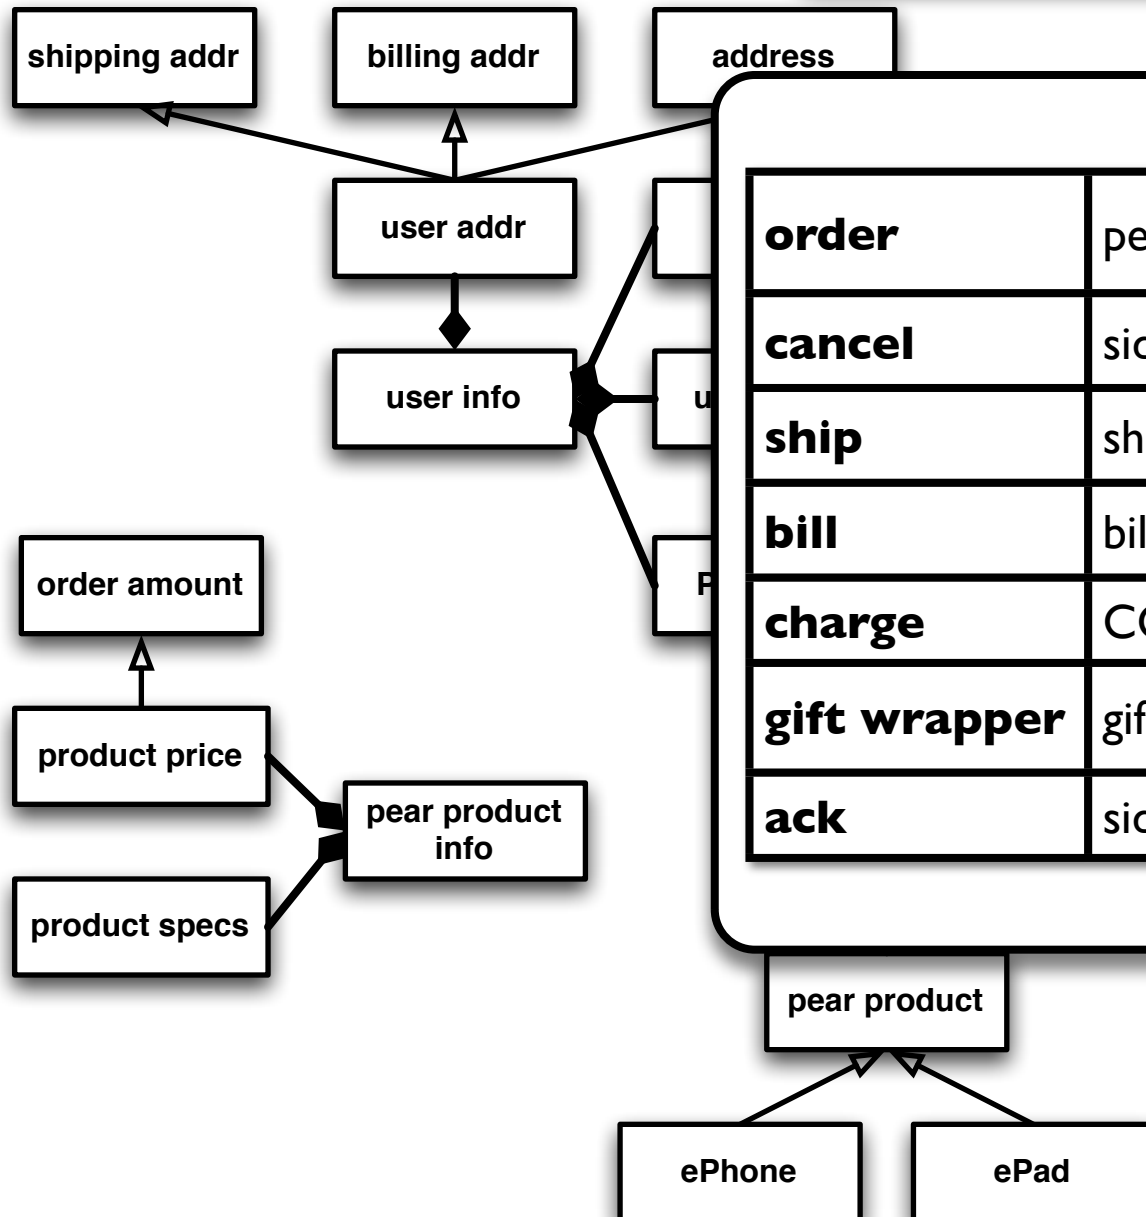 shipping addr
billing addr
address
user addr
user info
order
cancel
ship
bill
charge
gift wrapper
ack
order amount
product price
pear product
info
product specs
pear product
ePhone
ePad